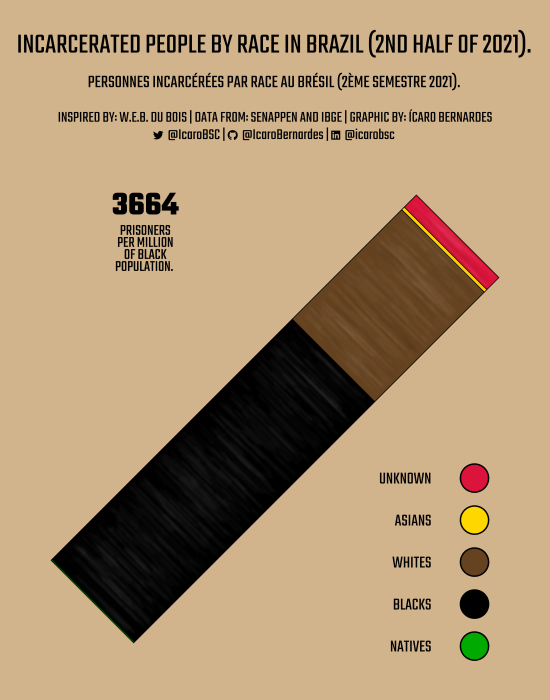 INCARCERATED PEOPLE BY RACE IN BRAZIL (2ND HALF OF 2021).
PERSONNES INCARCÉRÉES PAR RACE AU BRÉSIL (2ÈME SEMESTRE 2021).
INSPIRED BY: W.E.B. DU BOIS | DATA FROM: SENAPPEN AND IBGE | GRAPHIC BY: ÍCARO BERNARDES
@IcaroBSC | @IcaroBernardes | @icarobsc
3664
PRISONERS
PER MILLION
OF BLACK
POPULATION.
UNKNOWN
ASIANS
WHITES
BLACKS
NATIVES